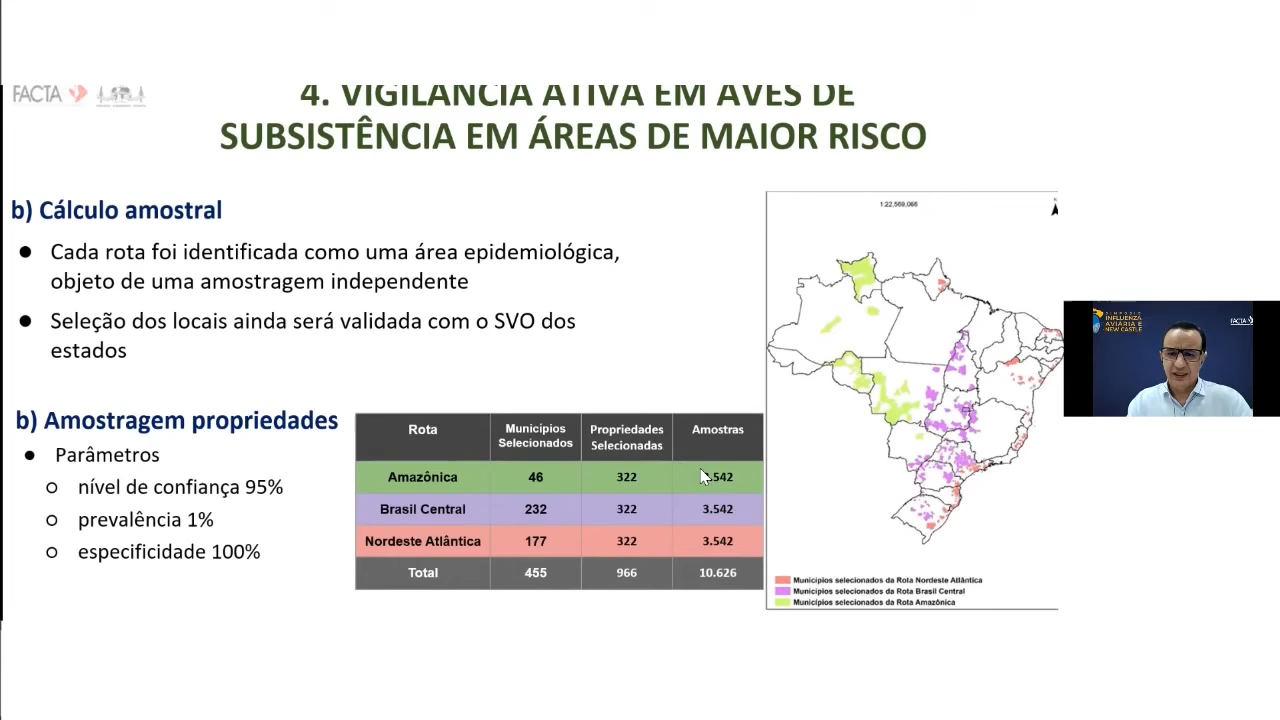 FACTA
4. VIGILÂNCIA ATIVA EM AVES DE
SUBSISTÊNCIA EM ÁREAS DE MAIOR RISCO
b) Cálculo amostral
● Cada rota foi identificada como uma área epidemiológica,
objeto de uma amostragem independente
● Seleção dos locais ainda será validada com o SVO dos
estados
b) Amostragem propriedades
● Parâmetros
○ nível de confiança 95%
○ prevalência 1%
○ especificidade 100%
Rota Municípios Selecionados Propriedades Selecionadas Amostras
Amazônica 46 322 .542
Brasil Central 232 322 3.542
Nordeste Atlântica 177 322 3.542
Total 455 966 10.626
1:22,569,066
Municípios selecionados da Rota Nordeste Atlântica
Municípios selecionados da Rota Brasil Central
Municípios selecionados da Rota Amazônica
SIMPÓSIO
INFLUENZA
AVIÁRIA E
NEW CASTLE
FACTA